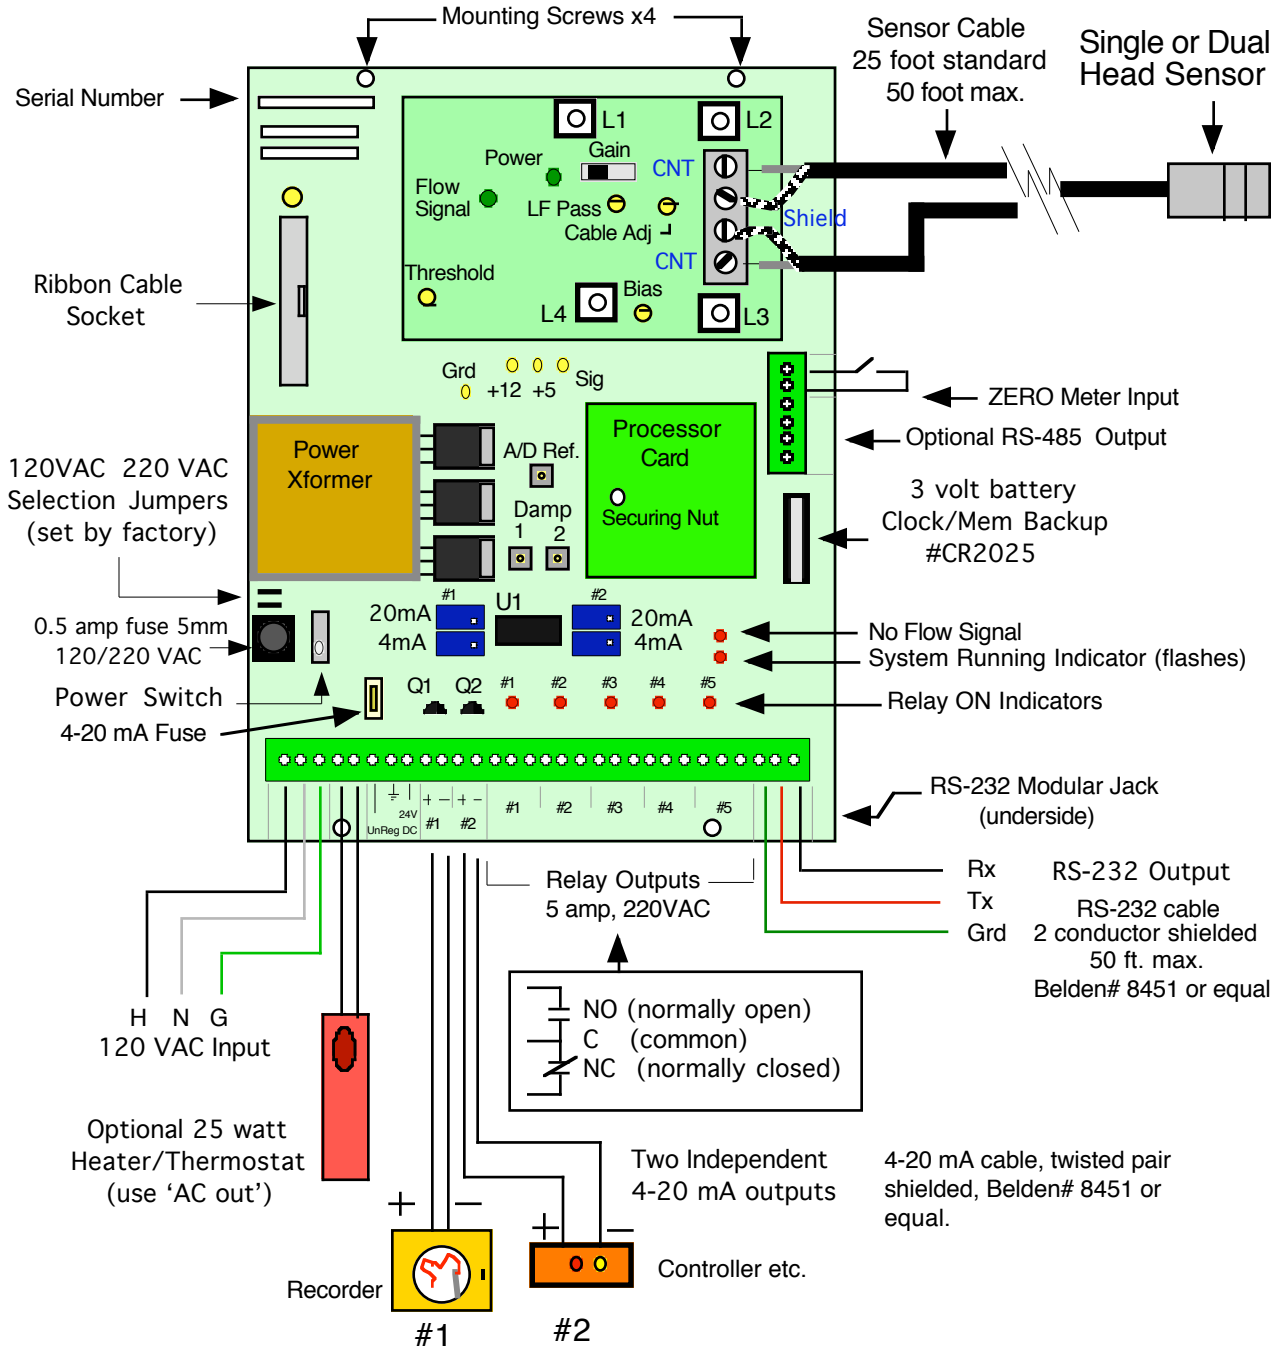 Mounting Screws x4
Sensor Cable
25 foot standard
50 foot max.
Single or Dual
Head Sensor
Serial Number
L1
L2
Gain
Power
CNT
Flow
Signal
LF Pass
Shield
Cable Adj
CNT
Threshold
Bias
L4
L3
Ribbon Cable
Socket
Grd
+12
+5
Sig
ZERO Meter Input
Optional RS-485 Output
Power
Xformer
A/D Ref.
Processor
Card
Securing Nut
Damp
1
2
120VAC 220 VAC
Selection Jumpers
(set by factory)
3 volt battery
Clock/Mem Backup
#CR2025
#1
#2
U1
20mA
4mA
20mA
4mA
0.5 amp fuse 5mm
120/220 VAC
No Flow Signal
System Running Indicator (flashes)
Power Switch
Q1
Q2
#1
#2
#3
#4
#5
Relay ON Indicators
4-20 mA Fuse
+ − + −
24V
UnReg DC
#1
#2
#1
#2
#3
#4
#5
RS-232 Modular Jack
(underside)
Relay Outputs
5 amp, 220VAC
Rx
Tx
Grd
RS-232 Output
RS-232 cable
2 conductor shielded
50 ft. max.
Belden# 8451 or equal
NO (normally open)
C (common)
NC (normally closed)
H N G
120 VAC Input
Optional 25 watt
Heater/Thermostat
(use ‘AC out’)
Two Independent
4-20 mA outputs
4-20 mA cable, twisted pair
shielded, Belden# 8451 or
equal.
+ −
+ −
Recorder
Controller etc.
#1
#2